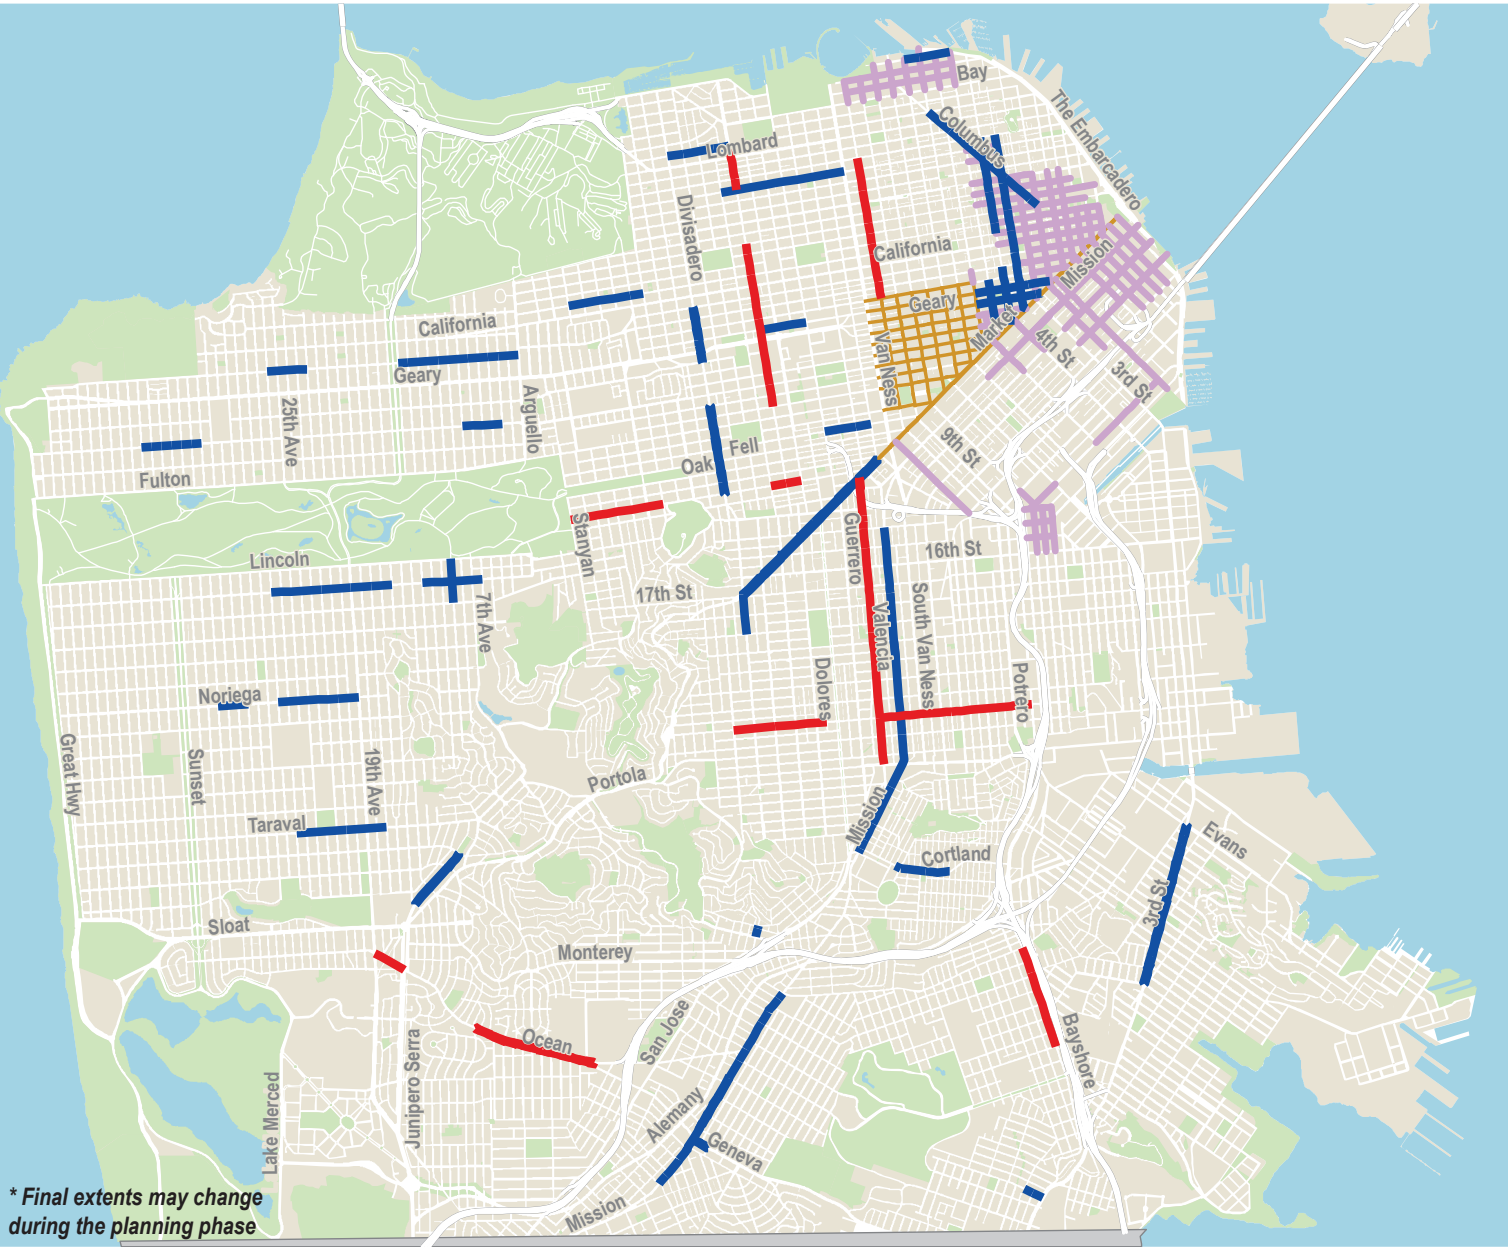 Bay
The Embarcadero
Columbus
Lombard
Divisadero
California
Mission
Geary
California
Market
4th St
Van Ness
Geary
3rd St
Arguello
25th Ave
9th St
Fell
Oak
Fulton
Stanyan
Guerrero
16th St
Lincoln
17th St
7th Ave
Valencia
South Van Ness
Dolores
Potrero
Noriega
Great Hwy
Sunset
19th Ave
Portola
Taraval
Mission
Evans
Cortland
3rd St
Sloat
Monterey
San Jose
Ocean
Bayshore
Junipero Serra
Lake Merced
Alemany
Geneva
Mission
* Final extents may change
during the planning phase